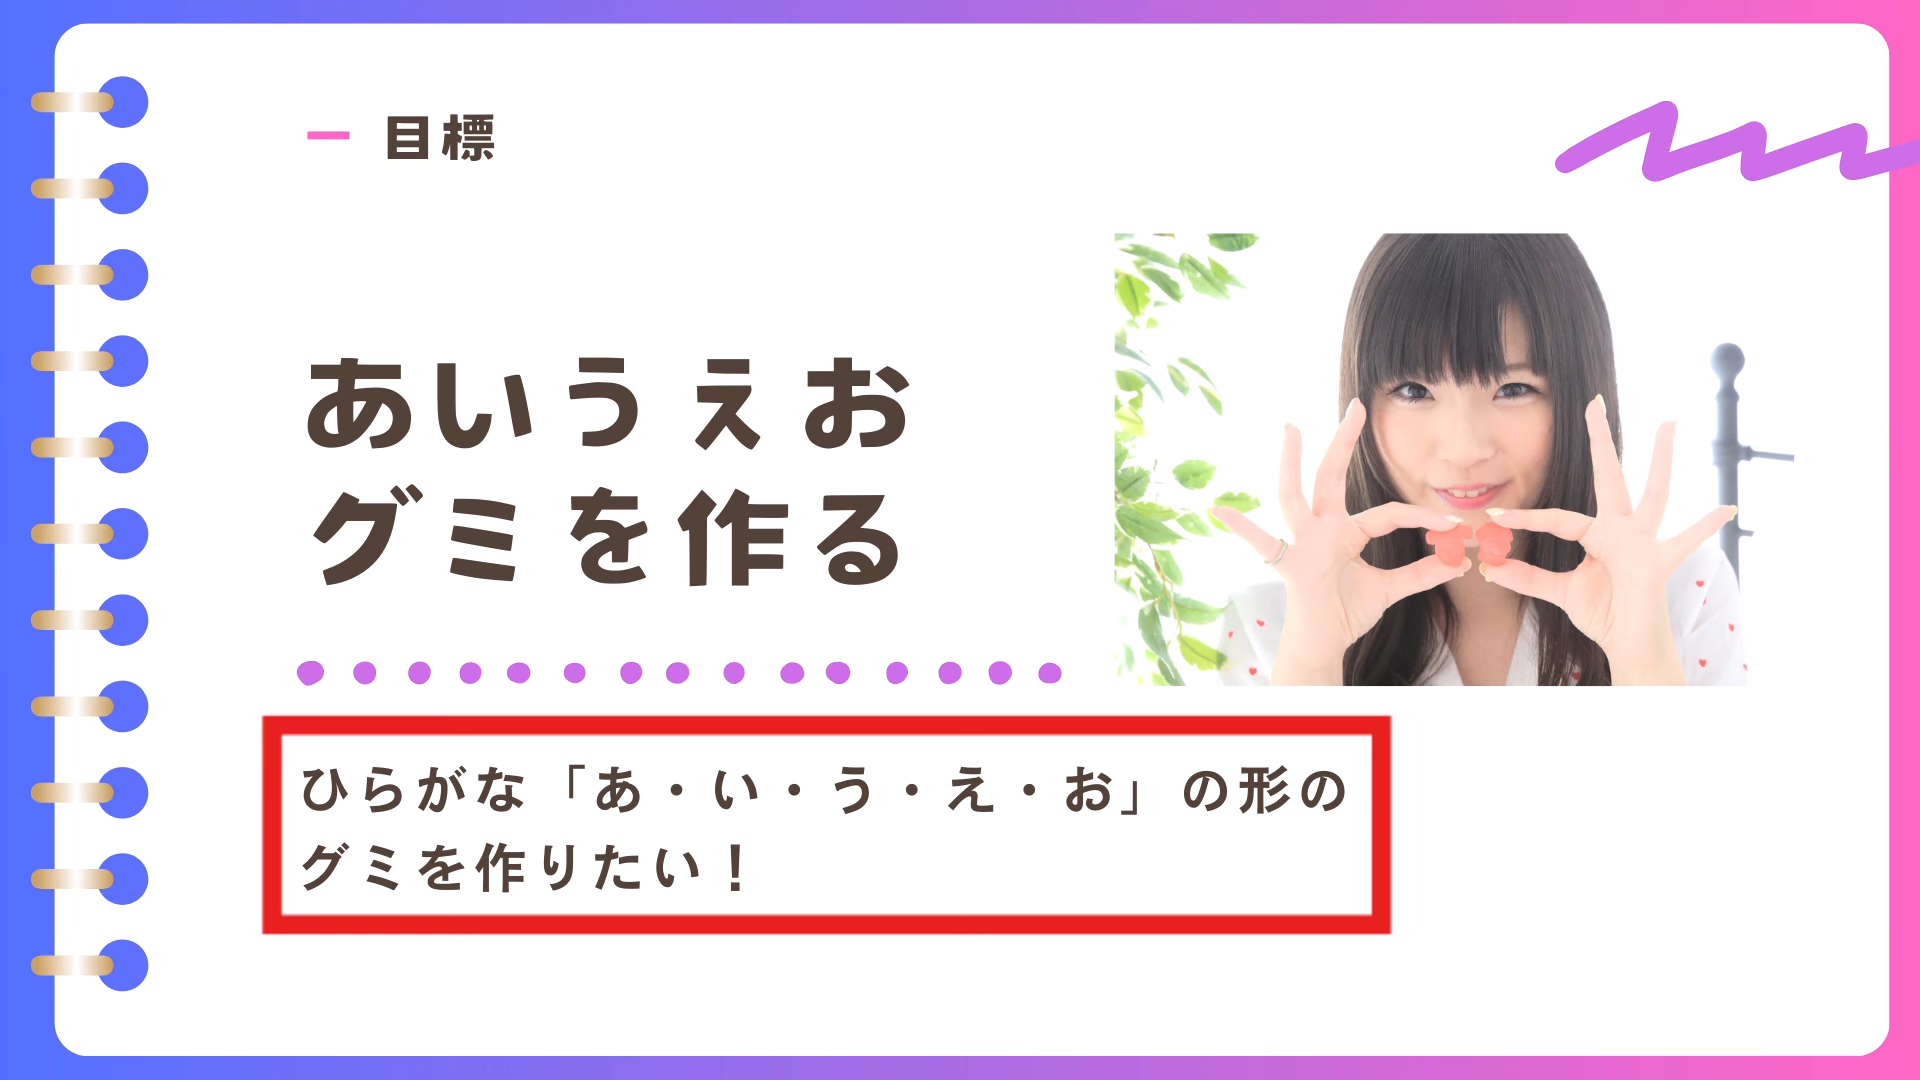 目標
あいうえお
グミを作る
ひらがな「あ・い・う・え・お」の形の
グミを作りたい！